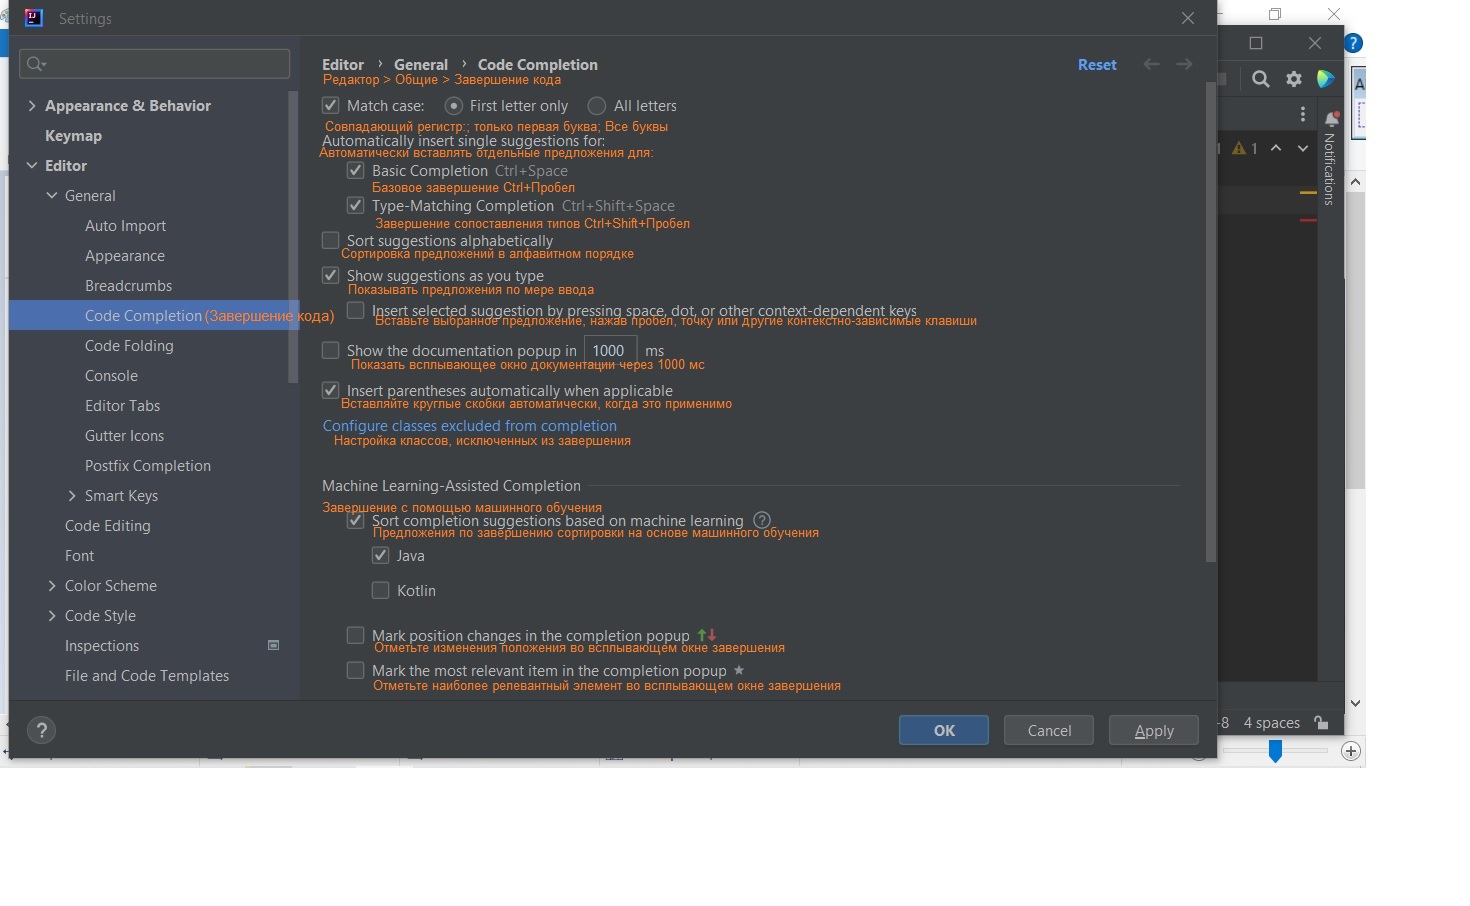 Settings
Appearance & Behavior
Keymap
Editor
General
Auto Import
Appearance
Breadcrumbs
Code Completion (Завершение кода)
Code Folding
Console
Editor Tabs
Gutter Icons
Postfix Completion
Smart Keys
Code Editing
Font
Color Scheme
Code Style
Inspections
File and Code Templates
Editor › General › Code Completion
Reset
Редактор > Общие > Завершение кода
Match case: First letter only All letters
Совпадающий регистр:; только первая буква; Все буквы
Automatically insert single suggestions for:
Автоматически вставлять отдельные предложения для:
Basic Completion Ctrl+Space
Базовое завершение Ctrl+Пробел
Type-Matching Completion Ctrl+Shift+Space
Завершение сопоставления типов Ctrl+Shift+Пробел
Sort suggestions alphabetically
Сортировка предложений в алфавитном порядке
Show suggestions as you type
Показывать предложения по мере ввода
Insert selected suggestion by pressing space, dot, or other context-dependent keys
Вставьте выбранное предложение, нажав пробел, точку или другие контекстно-зависимые клавиши
Show the documentation popup in 1000 ms
Показать всплывающее окно документации через 1000 мс
Insert parentheses automatically when applicable
Вставляйте круглые скобки автоматически, когда это применимо
Configure classes excluded from completion
Настройка классов, исключенных из завершения
Machine Learning-Assisted Completion
Завершение с помощью машинного обучения
Sort completion suggestions based on machine learning ?
Предложения по завершению сортировки на основе машинного обучения
Java
Kotlin
Mark position changes in the completion popup
Отметьте изменения положения во всплывающем окне завершения
Mark the most relevant item in the completion popup
Отметьте наиболее релевантный элемент во всплывающем окне завершения
?
OK
Cancel
Apply
?
A
1
Notifications
-8 4 spaces